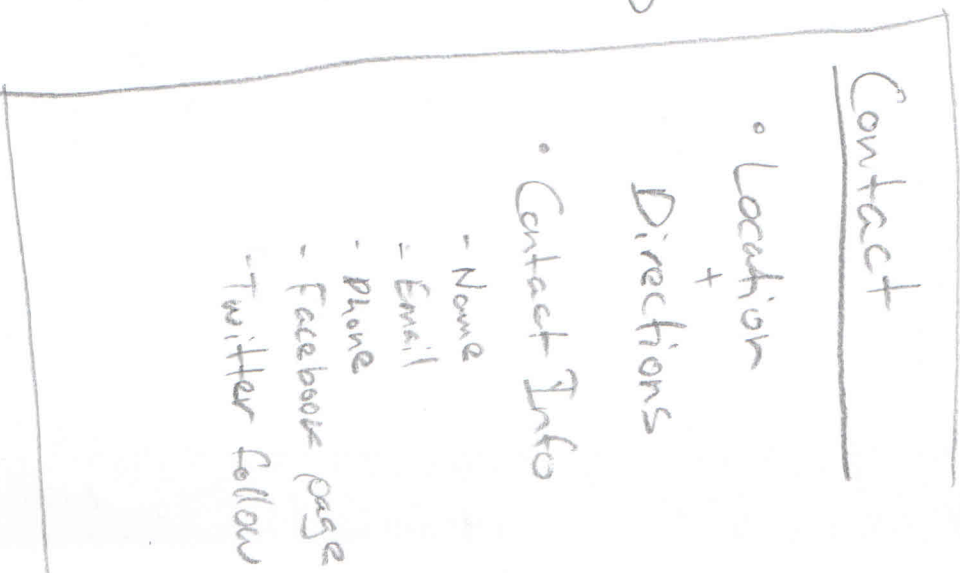 Contact
• Location
+
Directions
• Contact Info
- Name
- Email
- Phone
- Facebook page
- Twitter follow